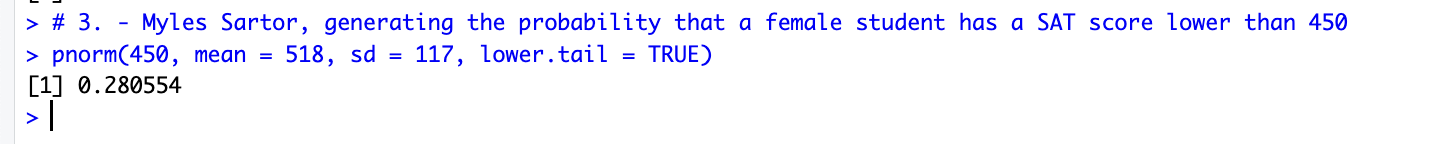 > # 3. - Myles Sartor, generating the probability that a female student has a SAT score lower than 450
> pnorm(450, mean = 518, sd = 117, lower.tail = TRUE)
[1] 0.280554
>